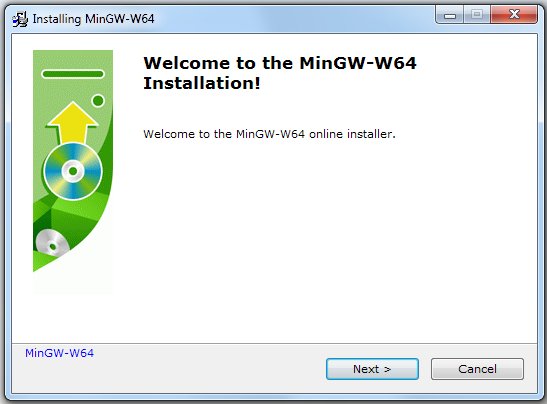 Installing MinGW-W64
Welcome to the MinGW-W64
Installation!
Welcome to the MinGW-W64 online installer.
MinGW-W64
Next >
Cancel